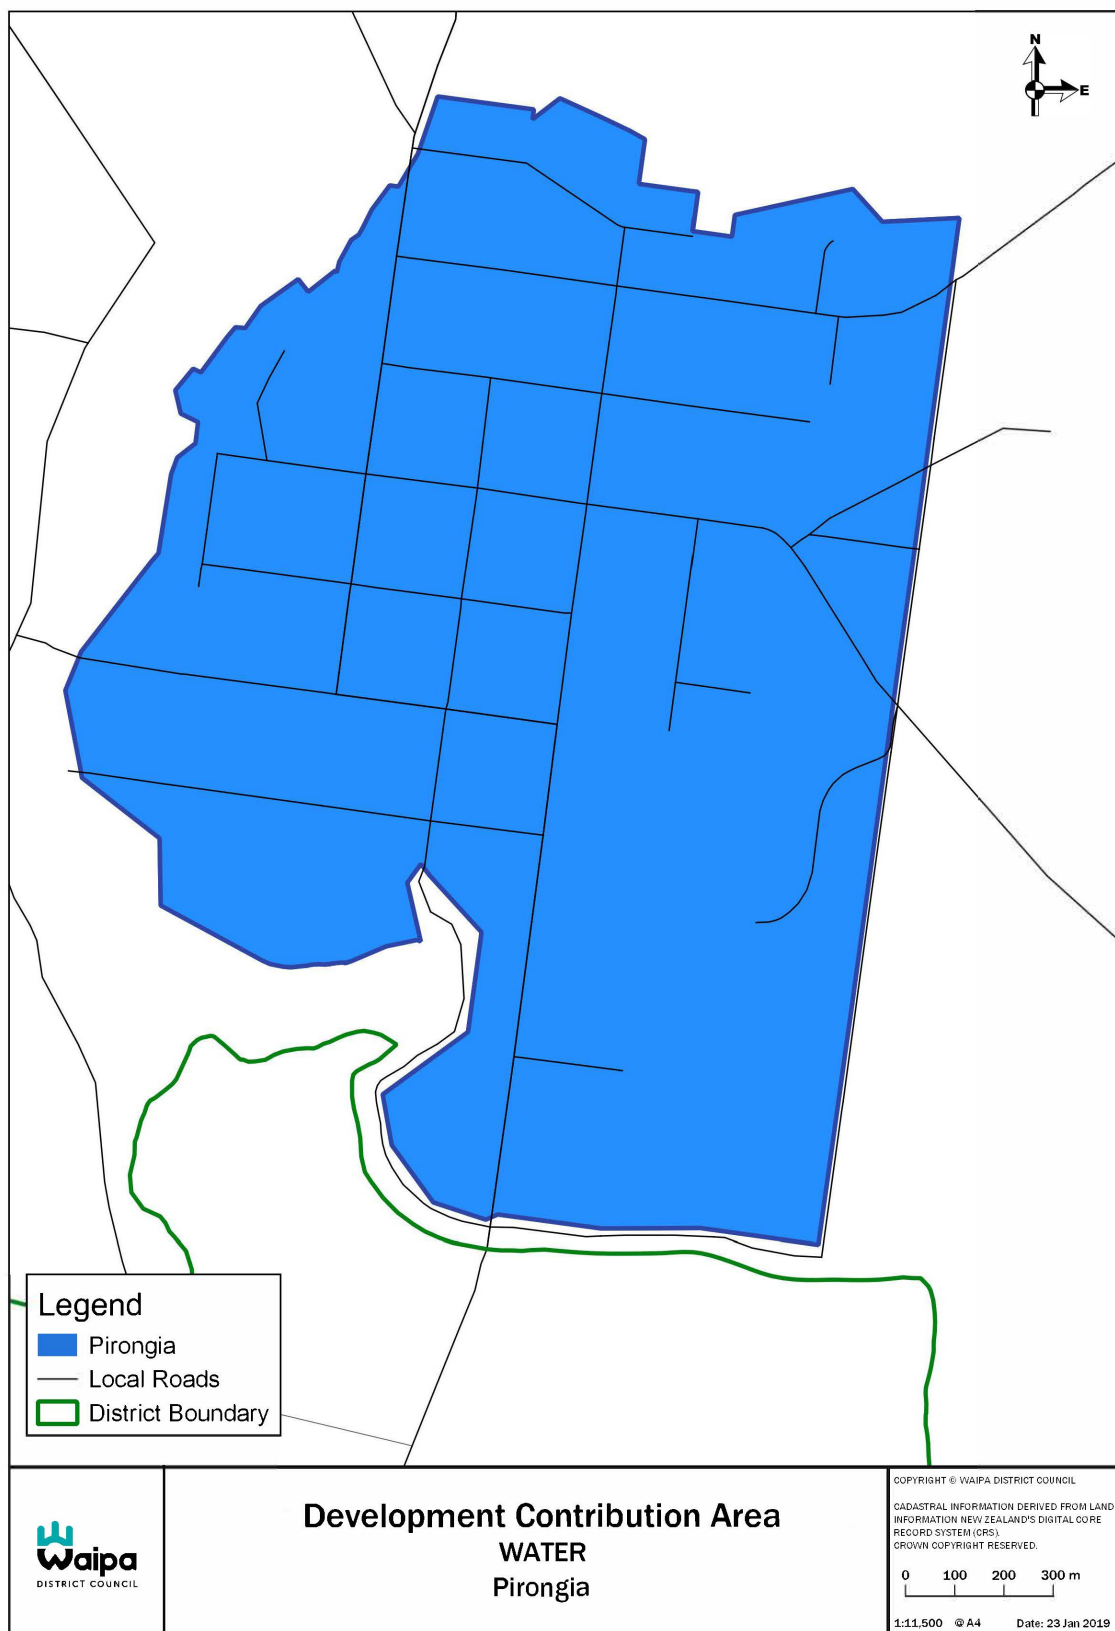 N
E
Legend
Pirongia
Local Roads
District Boundary
Waipa
DISTRICT COUNCIL
Development Contribution Area
WATER
Pirongia
COPYRIGHT © WAIPA DISTRICT COUNCIL
CADASTRAL INFORMATION DERIVED FROM LAND
INFORMATION NEW ZEALAND'S DIGITAL CORE
RECORD SYSTEM (CRS).
CROWN COPYRIGHT RESERVED.
0 100 200 300 m
1:11,500 @ A4 Date: 23 Jan 2019